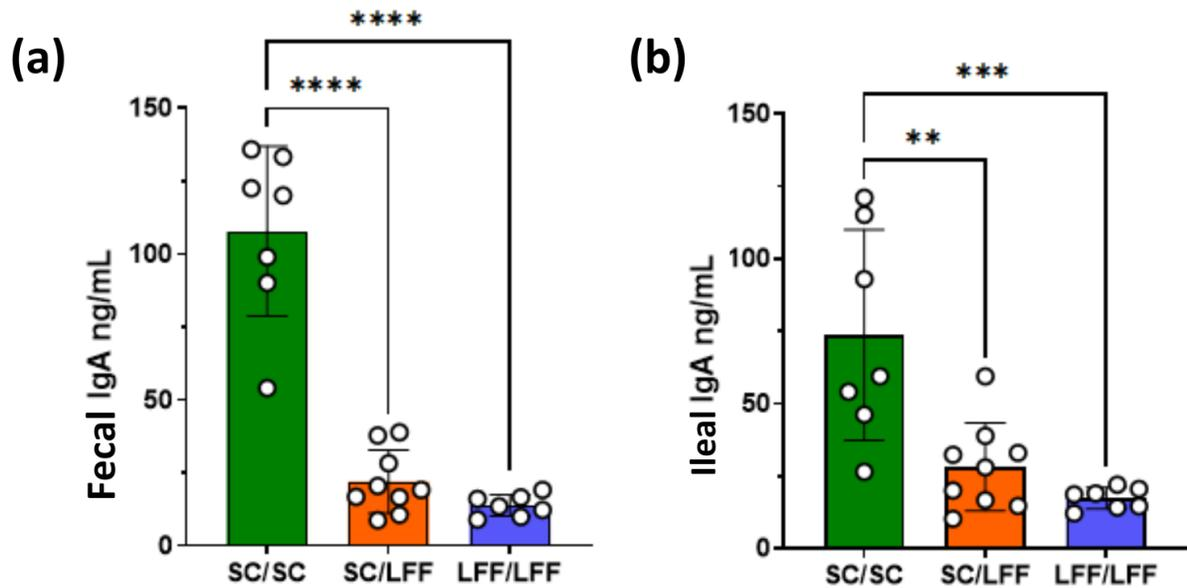 (a)
****
****
150
100
50
0
Fecal IgA ng/mL
SC/SC SC/LFF LFF/LFF
(b)
***
**
150
100
50
0
Ileal IgA ng/mL
SC/SC SC/LFF LFF/LFF